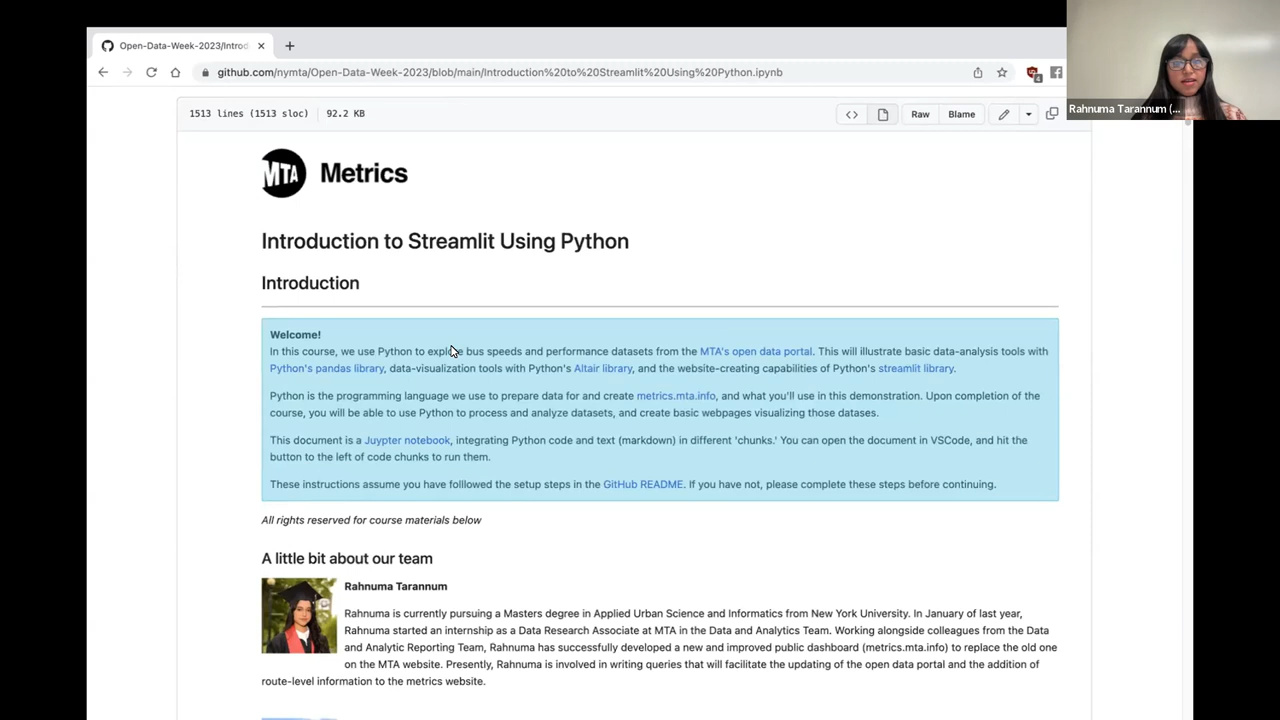 Open-Data-Week-2023/Introd
github.com/nymta/Open-Data-Week-2023/blob/main/Introduction%20to%20Streamlit%20Using%20Python.ipynb
4
Rahnuma Tarannum (...
1513 lines (1513 sloc)
92.2 KB
Raw
Blame
MTA Metrics
Introduction to Streamlit Using Python
Introduction
Welcome!
In this course, we use Python to explore bus speeds and performance datasets from the MTA's open data portal. This will illustrate basic data-analysis tools with
Python's pandas library, data-visualization tools with Python's Altair library, and the website-creating capabilities of Python's streamlit library.
Python is the programming language we use to prepare data for and create metrics.mta.info, and what you'll use in this demonstration. Upon completion of the
course, you will be able to use Python to process and analyze datasets, and create basic webpages visualizing those datases.
This document is a Juypter notebook, integrating Python code and text (markdown) in different 'chunks.' You can open the document in VSCode, and hit the
button to the left of code chunks to run them.
These instructions assume you have followed the setup steps in the GitHub README. If you have not, please complete these steps before continuing.
All rights reserved for course materials below
A little bit about our team
Rahnuma Tarannum
Rahnuma is currently pursuing a Masters degree in Applied Urban Science and Informatics from New York University. In January of last year,
Rahnuma started an internship as a Data Research Associate at MTA in the Data and Analytics Team. Working alongside colleagues from the Data
and Analytic Reporting Team, Rahnuma has successfully developed a new and improved public dashboard (metrics.mta.info) to replace the old one
on the MTA website. Presently, Rahnuma is involved in writing queries that will facilitate the updating of the open data portal and the addition of
route-level information to the metrics website.